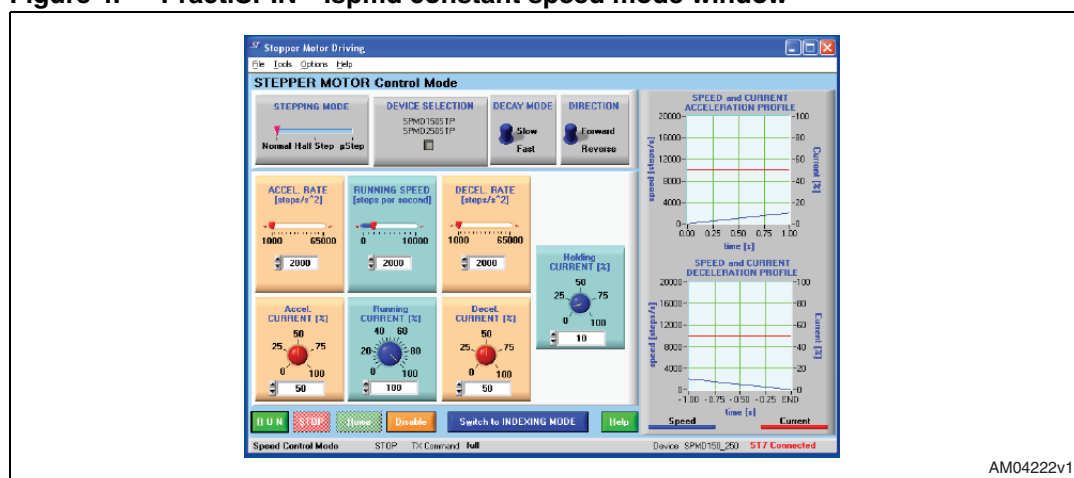 Stepper Motor Driving
File Tools Options Help
STEPPER MOTOR Control Mode
STEPPING MODE
Normal Half Step µStep
DEVICE SELECTION
SPMD150STP
SPMD250STP
DECAY MODE
Slow
Fast
DIRECTION
Forward
Reverse
ACCEL. RATE
[steps/s^2]
1000 65000
2000
RUNNING SPEED
[steps per second]
0 10000
2000
DECEL. RATE
[steps/s^2]
1000 65000
2000
Holding
CURRENT [%]
50
25 75
0 100
10
Accel.
CURRENT [%]
50
25 75
0 100
50
Running
CURRENT [%]
40 60
20 80
0 100
100
Decel.
CURRENT [%]
50
25 75
0 100
50
SPEED and CURRENT
ACCELERATION PROFILE
20000 100
16000 80
12000 60
8000 40
4000 20
0 0
0.00 0.25 0.50 0.75 1.00
speed [steps/s]
Current [%]
time [s]
SPEED and CURRENT
DECELERATION PROFILE
20000 100
16000 80
12000 60
8000 40
4000 20
0 0
-1.00 -0.75 -0.50 -0.25 END
speed [steps/s]
Current [%]
time [s]
Speed Current
RUN STOP Home Disable Switch to INDEXING MODE Help
Speed Control Mode STOP TX Command full Device SPMD150_250 ST7 Connected
AM04222v1